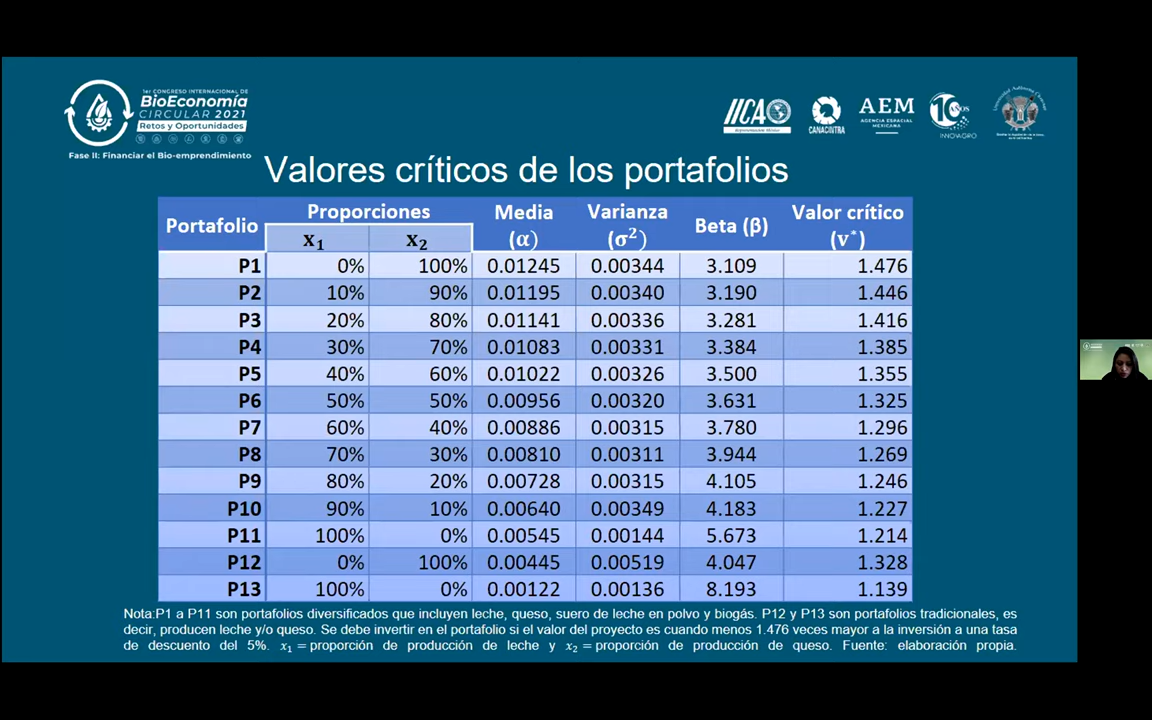 1er CONGRESO INTERNACIONAL DE
BioEconomía
CIRCULAR 2021
Retos y Oportunidades
Fase II: Financiar el Bio-emprendimiento
IICA
CANACINTRA
AEM
AGENCIA ESPACIAL
MEXICANA
10 AÑOS
INNOVAGRO
Valores críticos de los portafolios
Portafolio Proporciones Media (α) Varianza (σ²) Beta (β) Valor crítico (v*)
x₁ x₂
P1 0% 100% 0.01245 0.00344 3.109 1.476
P2 10% 90% 0.01195 0.00340 3.190 1.446
P3 20% 80% 0.01141 0.00336 3.281 1.416
P4 30% 70% 0.01083 0.00331 3.384 1.385
P5 40% 60% 0.01022 0.00326 3.500 1.355
P6 50% 50% 0.00956 0.00320 3.631 1.325
P7 60% 40% 0.00886 0.00315 3.780 1.296
P8 70% 30% 0.00810 0.00311 3.944 1.269
P9 80% 20% 0.00728 0.00315 4.105 1.246
P10 90% 10% 0.00640 0.00349 4.183 1.227
P11 100% 0% 0.00545 0.00144 5.673 1.214
P12 0% 100% 0.00445 0.00519 4.047 1.328
P13 100% 0% 0.00122 0.00136 8.193 1.139
Nota:P1 a P11 son portafolios diversificados que incluyen leche, queso, suero de leche en polvo y biogás. P12 y P13 son portafolios tradicionales, es
decir, producen leche y/o queso. Se debe invertir en el portafolio si el valor del proyecto es cuando menos 1.476 veces mayor a la inversión a una tasa
de descuento del 5%. x₁ = proporción de producción de leche y x₂ = proporción de producción de queso. Fuente: elaboración propia.